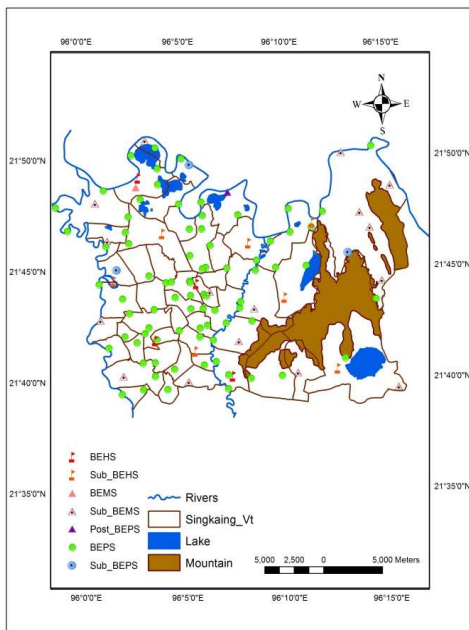 96°0'0"E 96°5'0"E 96°10'0"E 96°15'0"E
N
W E
S
21°50'0"N 21°50'0"N
21°45'0"N 21°45'0"N
21°40'0"N 21°40'0"N
21°35'0"N 21°35'0"N
BEHS
Sub_BEHS
BEMS
Sub_BEMS
Post_BEPS
BEPS
Sub_BEPS
Rivers
Singkaing_Vt
Lake
Mountain
5,000 2,500 0 5,000 Meters
96°0'0"E 96°5'0"E 96°10'0"E 96°15'0"E